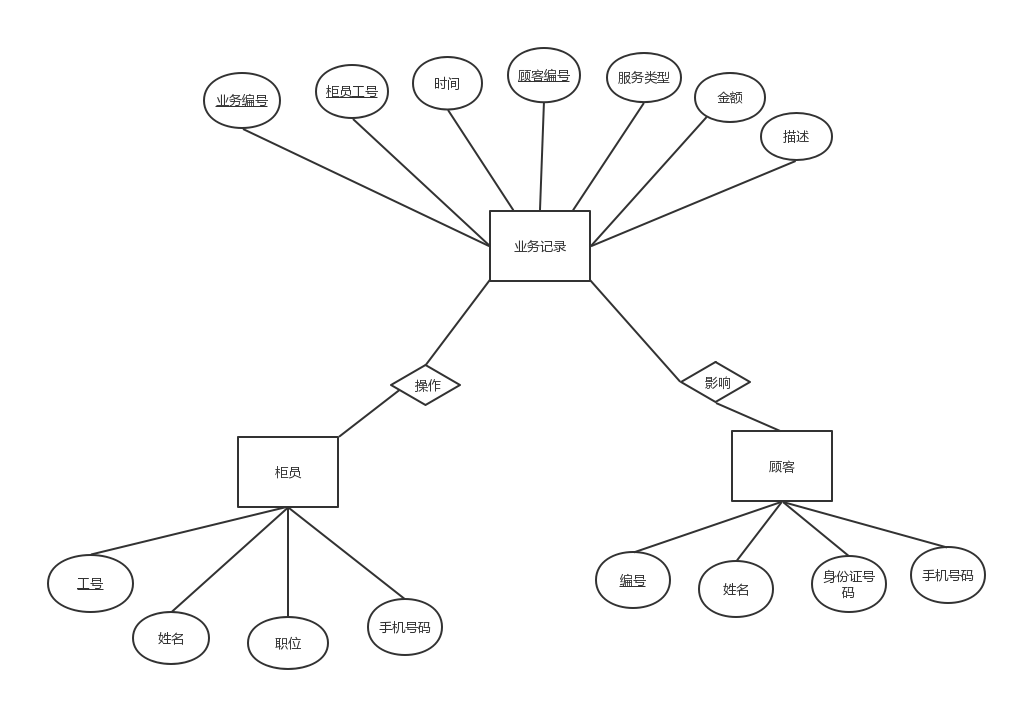 业务编号
柜员工号
时间
顾客编号
服务类型
金额
描述
业务记录
操作
影响
柜员
顾客
工号
姓名
职位
手机号码
编号
姓名
身份证号
码
手机号码